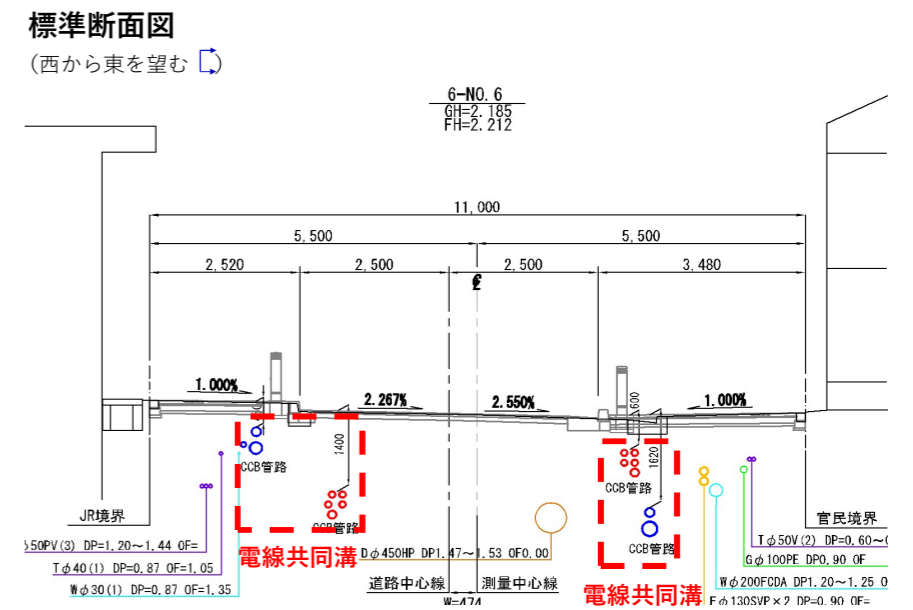 標準断面図
(西から東を望む )
6-NO.6
GH=2.185
FH=2.212
11,000
5,500 5,500
2,520 2,500 2,500 3,480
1.000% 2.267% 2.550% 1.000%
600
1400
1620
CCB管路
CCB管路
CCB管路
CCB管路
JR境界
官民境界
φ50PV(3) DP=1.20～1.44 OF=
Tφ40(1) DP=0.87 OF=1.05
Wφ30(1) DP=0.87 OF=1.35
電線共同溝
Dφ450HP DP1.47～1.53 OF0.00
道路中心線 測量中心線
W=474
電線共同溝
Tφ50V(2) DP=0.60～
Gφ100PE DP0.90 OF
Wφ200FCDA DP1.20～1.25 O
Eφ130SVP×2 DP=0.90 OF=